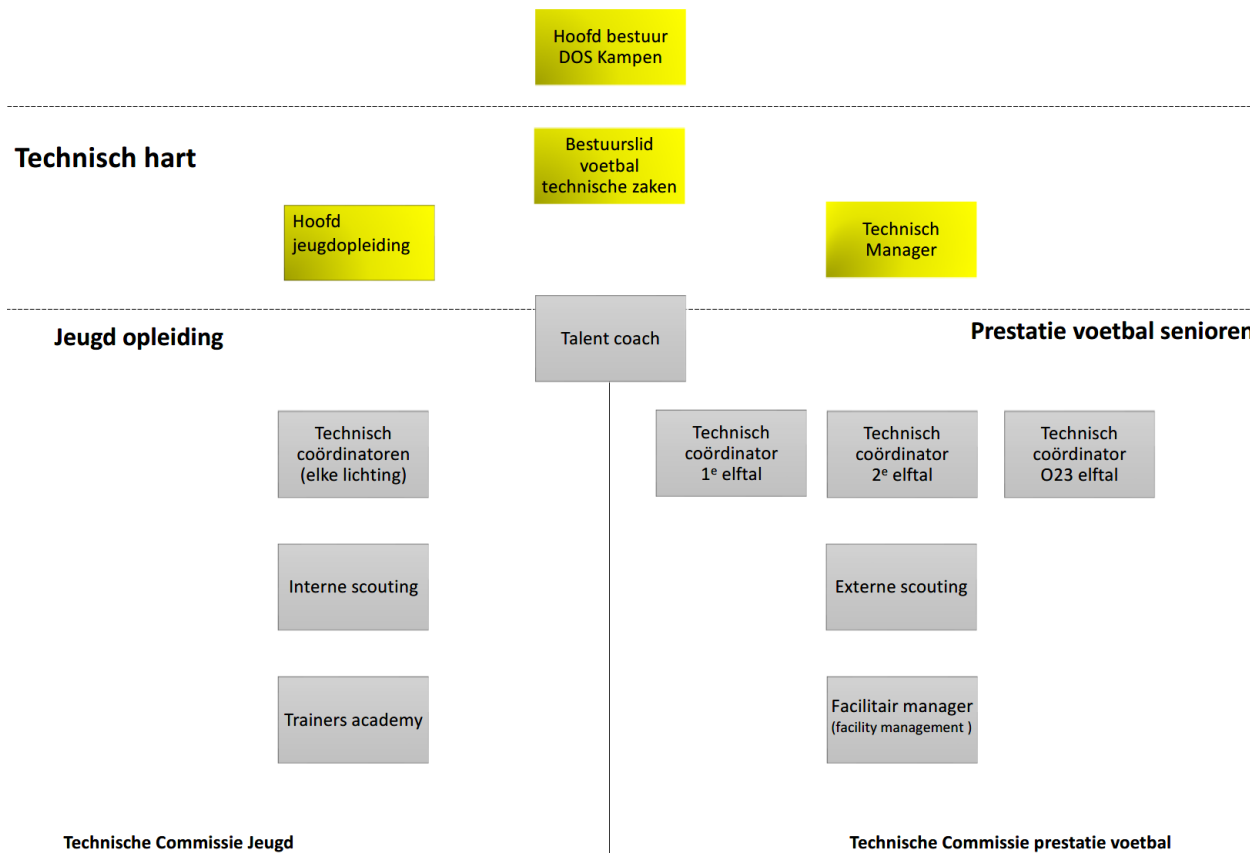 Hoofd bestuur
DOS Kampen
Technisch hart
Bestuurslid
voetbal
technische zaken
Hoofd
jeugdopleiding
Technisch
Manager
Jeugd opleiding
Talent coach
Prestatie voetbal senioren
Technisch
coördinatoren
(elke lichting)
Technisch
coördinator
1e elftal
Technisch
coördinator
2e elftal
Technisch
coördinator
O23 elftal
Interne scouting
Externe scouting
Trainers academy
Facilitair manager
(facility management )
Technische Commissie Jeugd
Technische Commissie prestatie voetbal